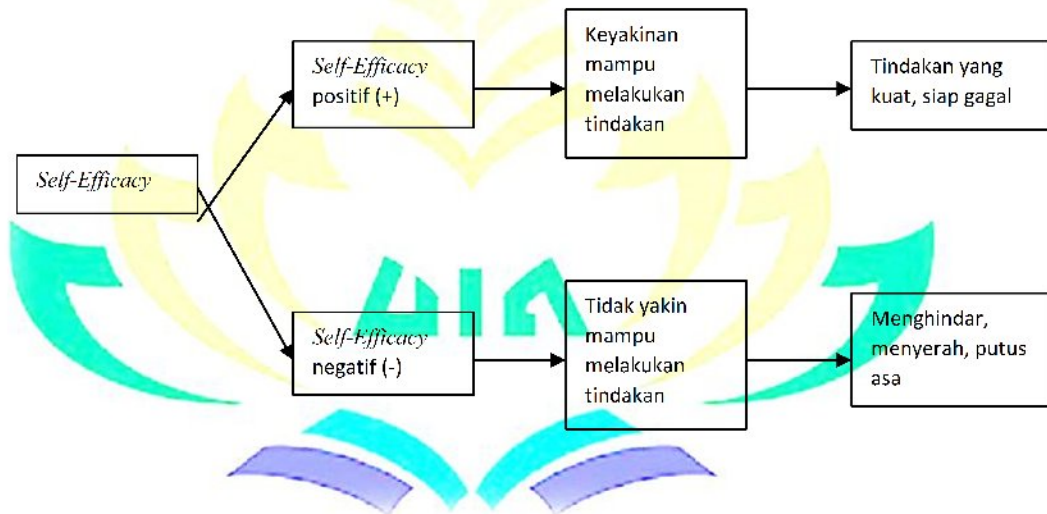 Self-Efficacy
Self-Efficacy
positif (+)
Keyakinan
mampu
melakukan
tindakan
Tindakan yang
kuat, siap gagal
Self-Efficacy
negatif (-)
Tidak yakin
mampu
melakukan
tindakan
Menghindar,
menyerah, putus
asa